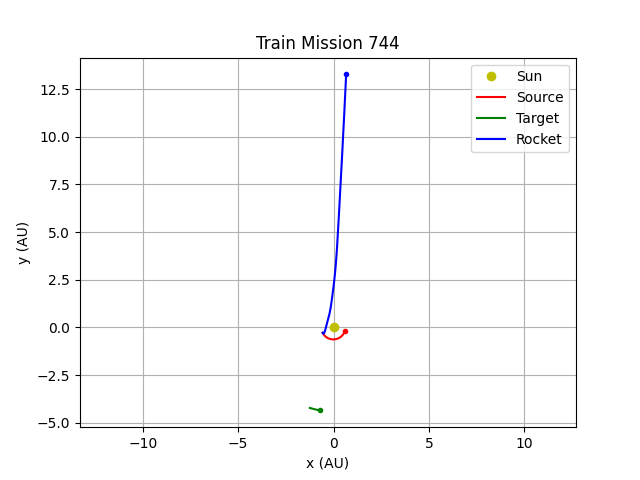 Train Mission 744
Sun
Source
Target
Rocket
12.5
10.0
7.5
5.0
2.5
0.0
−2.5
−5.0
y (AU)
−10
−5
0
5
10
x (AU)